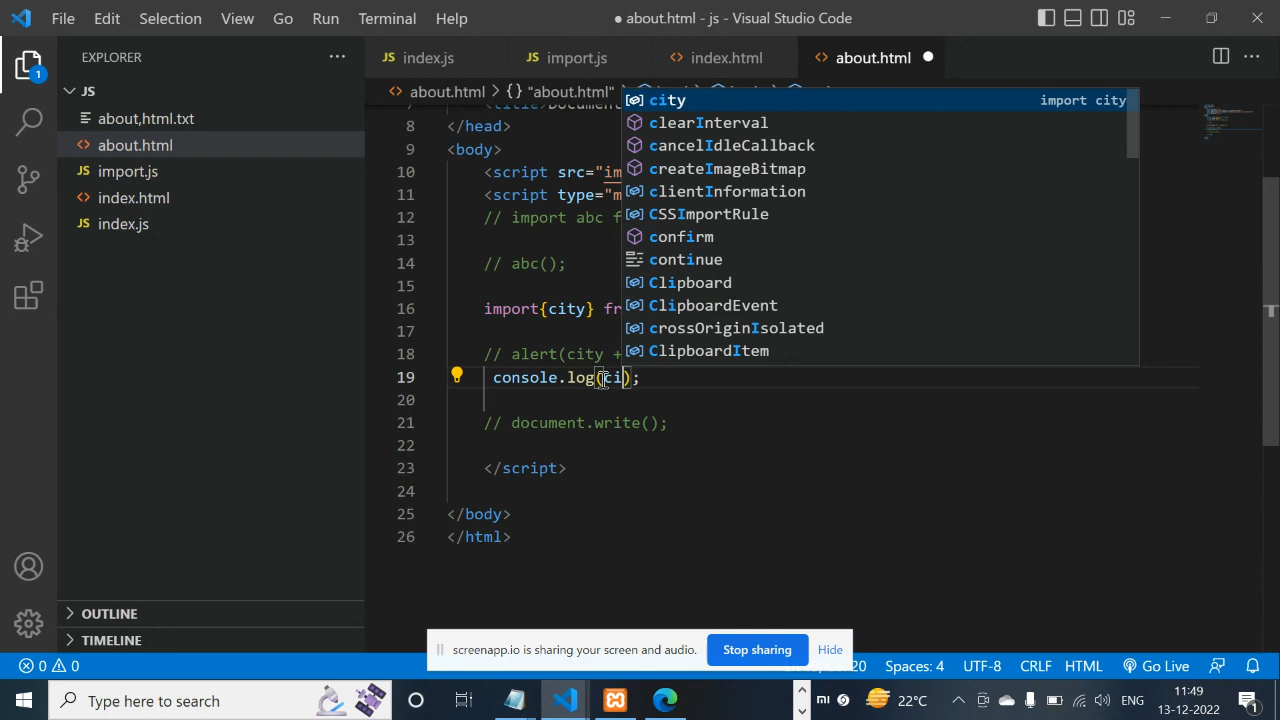 File Edit Selection View Go Run Terminal Help
● about.html - js - Visual Studio Code
EXPLORER
1
JS
about,html.txt
about.html
import.js
index.html
index.js
OUTLINE
TIMELINE
JS index.js
JS import.js
index.html
about.html
about.html > {} "about.html"
8 </head>
9 <body>
10 <script src="im
11 <script type="m
12 // import abc f
13
14 // abc();
15
16 import{city} fr
17
18 // alert(city +
19 console.log(ci);
20
21 // document.write();
22
23 </script>
24
25 </body>
26 </html>
city import city
clearInterval
cancelIdleCallback
createImageBitmap
clientInformation
CSSImportRule
confirm
continue
Clipboard
ClipboardEvent
crossOriginIsolated
ClipboardItem
screenapp.io is sharing your screen and audio. Stop sharing Hide
0 0
20 Spaces: 4 UTF-8 CRLF HTML Go Live
Type here to search
22°C ENG
11:49
13-12-2022
1